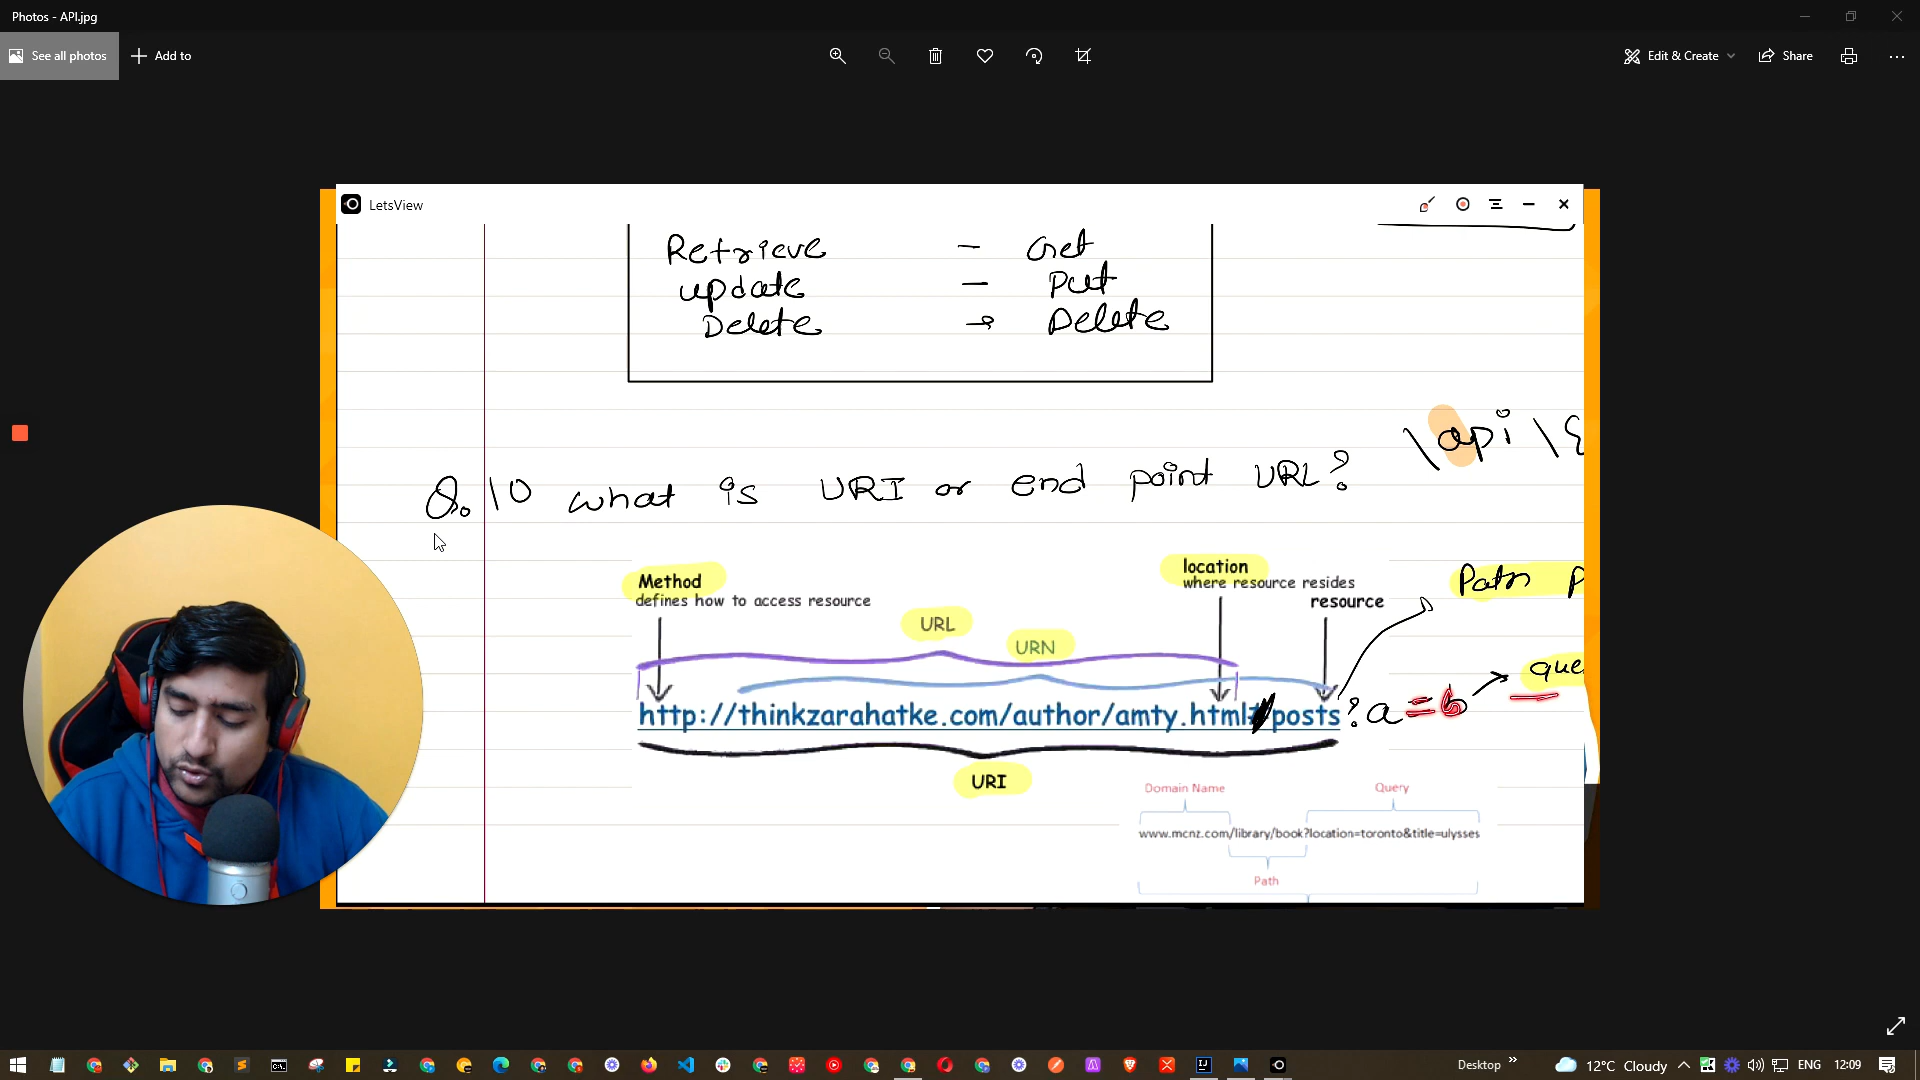 Photos - API.jpg
See all photos
Add to
Edit & Create
Share
LetsView
Retrieve - Get
update - Put
Delete → Delete
\api \
Q.10 what is URI or end point URL?
Method
defines how to access resource
location
where resource resides
resource
Path P
URL
URN
que
http://thinkzarahatke.com/author/amty.html posts ?a=b
URI
Domain Name
Query
www.mcnz.com/library/book?location=toronto&title=ulysses
Path
Desktop
12°C Cloudy
ENG
12:09